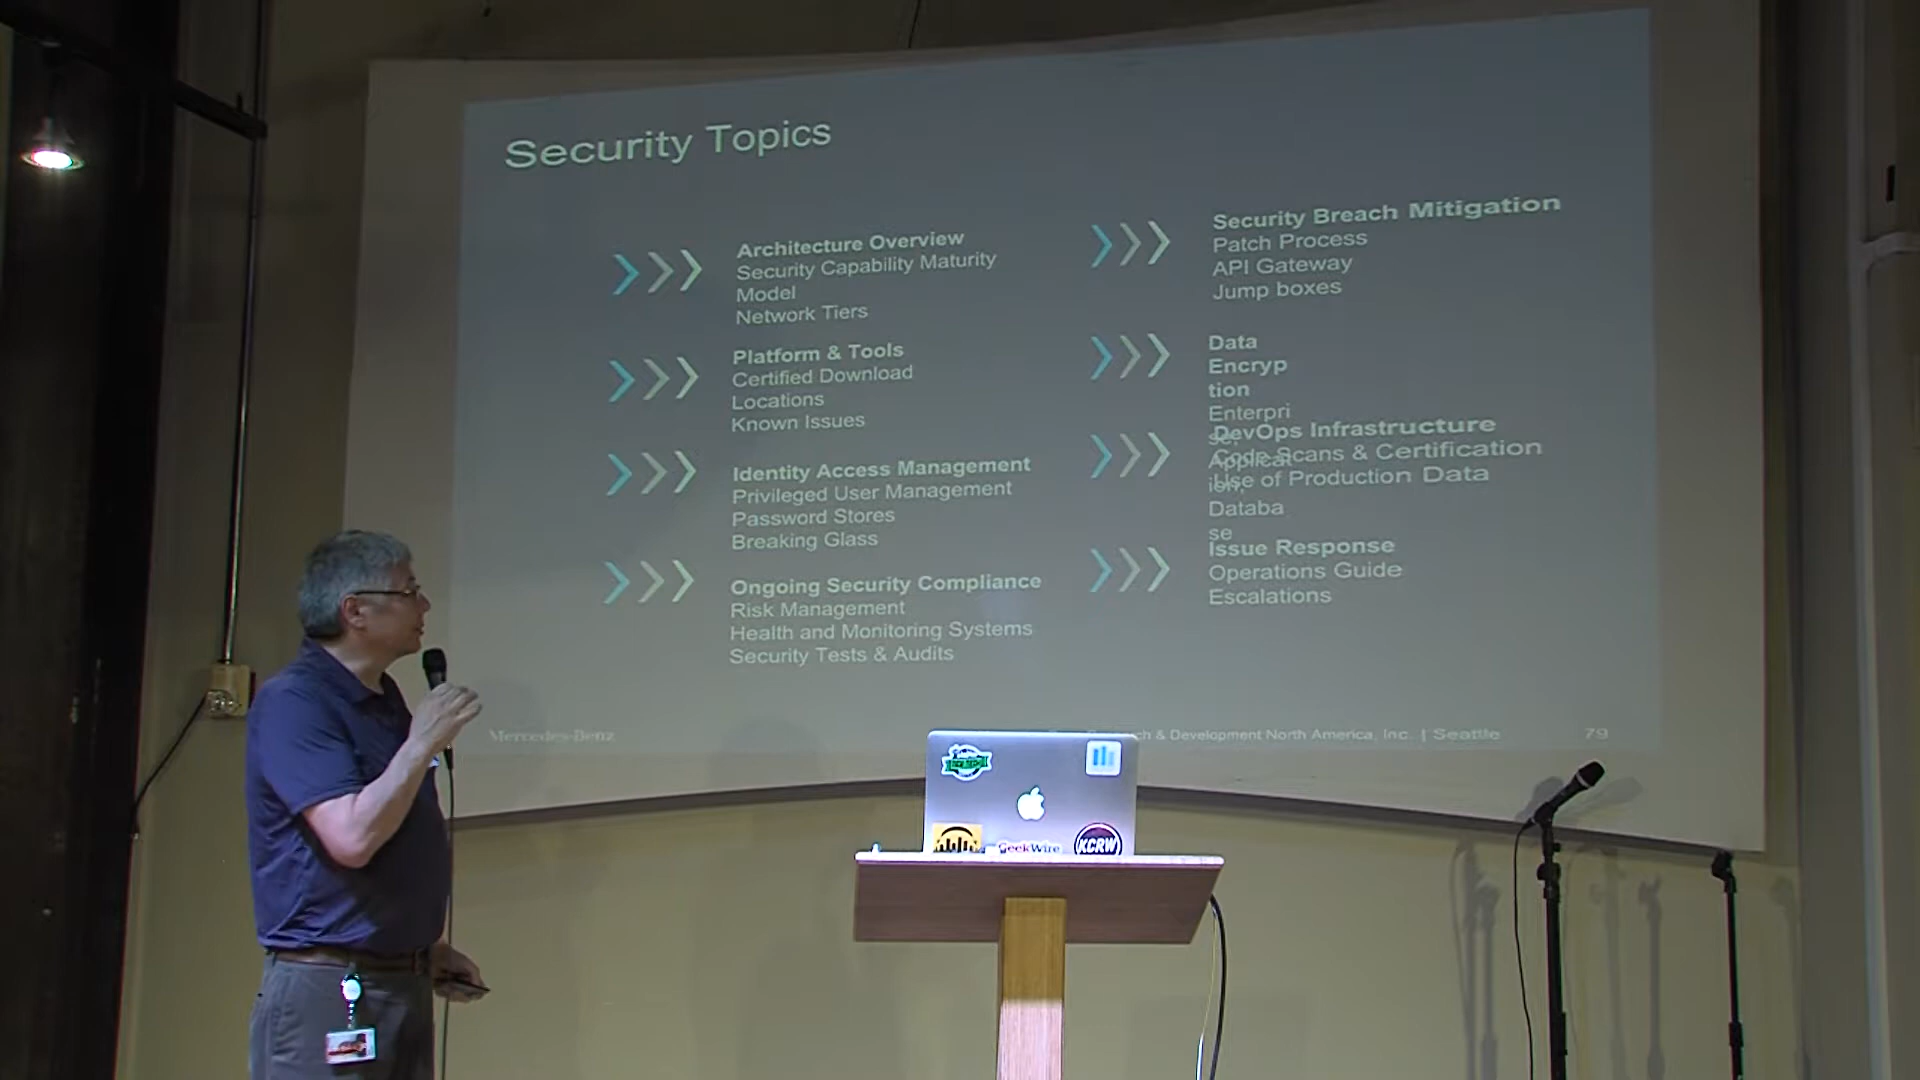 Security Topics
Architecture Overview
Security Capability Maturity
Model
Network Tiers
Platform & Tools
Certified Download
Locations
Known Issues
Identity Access Management
Privileged User Management
Password Stores
Breaking Glass
Ongoing Security Compliance
Risk Management
Health and Monitoring Systems
Security Tests & Audits
Security Breach Mitigation
Patch Process
API Gateway
Jump boxes
Data
Encryp
tion
Enterpri
se,
Applicat
ion,
Databa
se
DevOps Infrastructure
Code Scans & Certification
Use of Production Data
Issue Response
Operations Guide
Escalations
Mercedes-Benz
& Development North America, Inc. | Seattle
79
GeekWire
KCRW